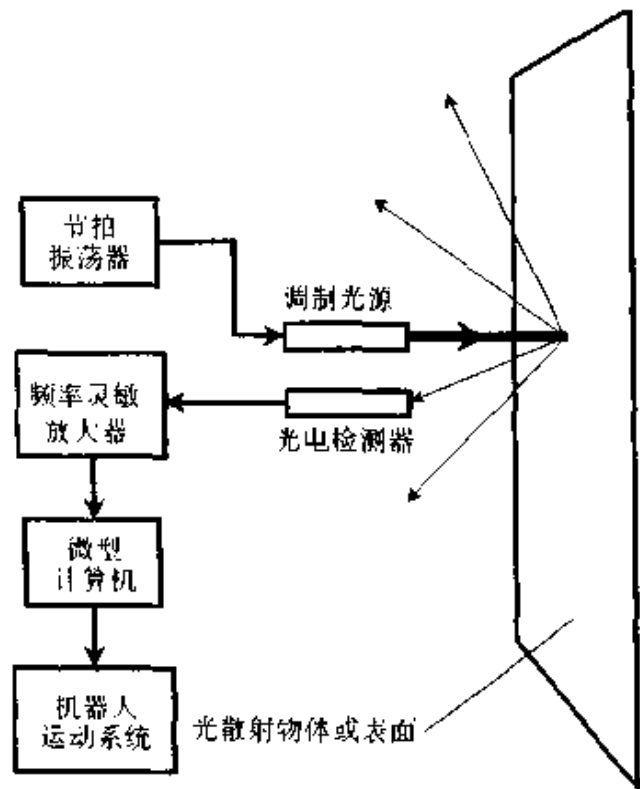 节拍
振荡器
调制光源
频率灵敏
放大器
光电检测器
微型
计算机
机器人
运动系统
光散射物体或表面